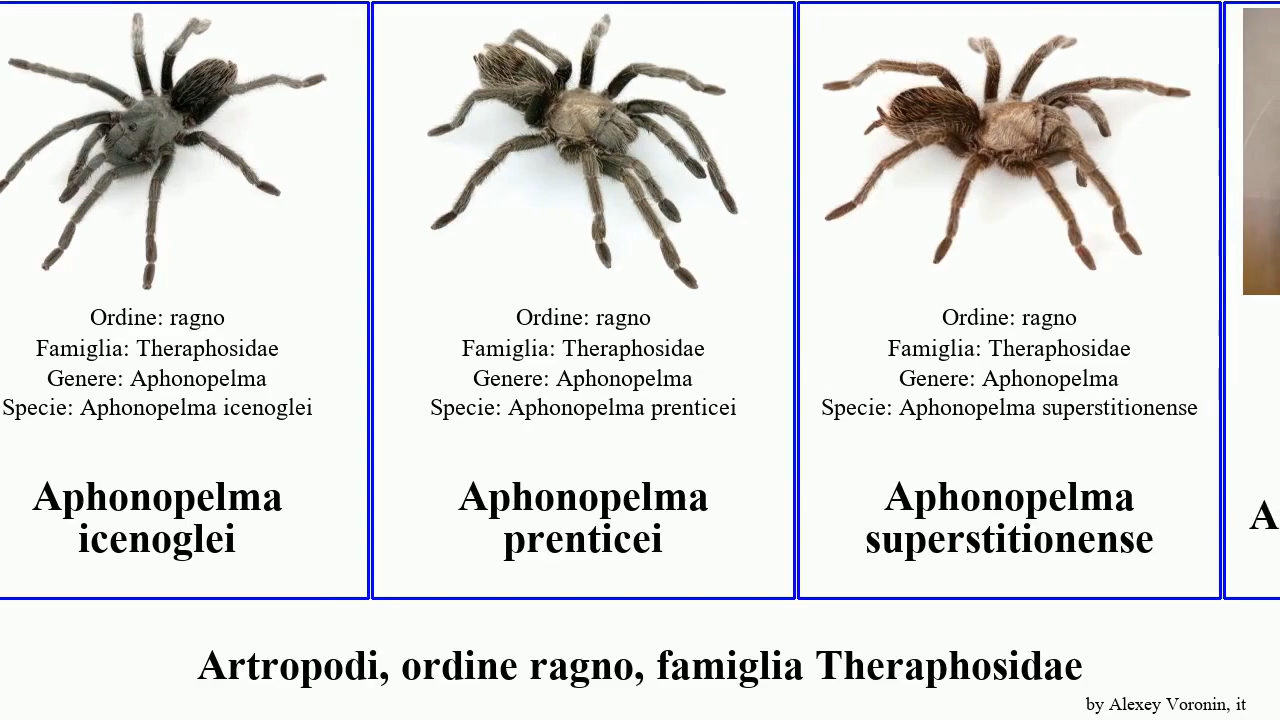 Ordine: ragno
Famiglia: Theraphosidae
Genere: Aphonopelma
Specie: Aphonopelma icenoglei
Aphonopelma
icenoglei
Ordine: ragno
Famiglia: Theraphosidae
Genere: Aphonopelma
Specie: Aphonopelma prenticei
Aphonopelma
prenticei
Ordine: ragno
Famiglia: Theraphosidae
Genere: Aphonopelma
Specie: Aphonopelma superstitionense
Aphonopelma
superstitionense
A
Artropodi, ordine ragno, famiglia Theraphosidae
by Alexey Voronin, it